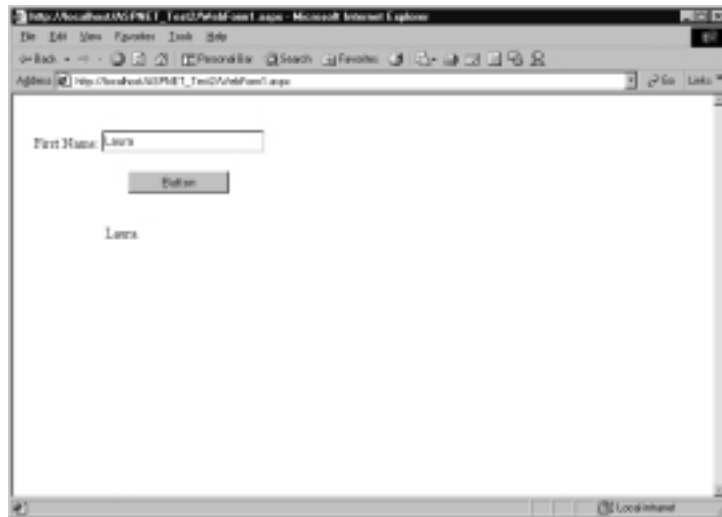 http://localhost/ASPNET_Test2/WebForm1.aspx - Microsoft Internet Explorer
File Edit View Favorites Tools Help
Back Personal Bar Search Favorites
Address http://localhost/ASPNET_Test2/WebForm1.aspx Go Links
First Name: Laura
Button
Laura
Local intranet